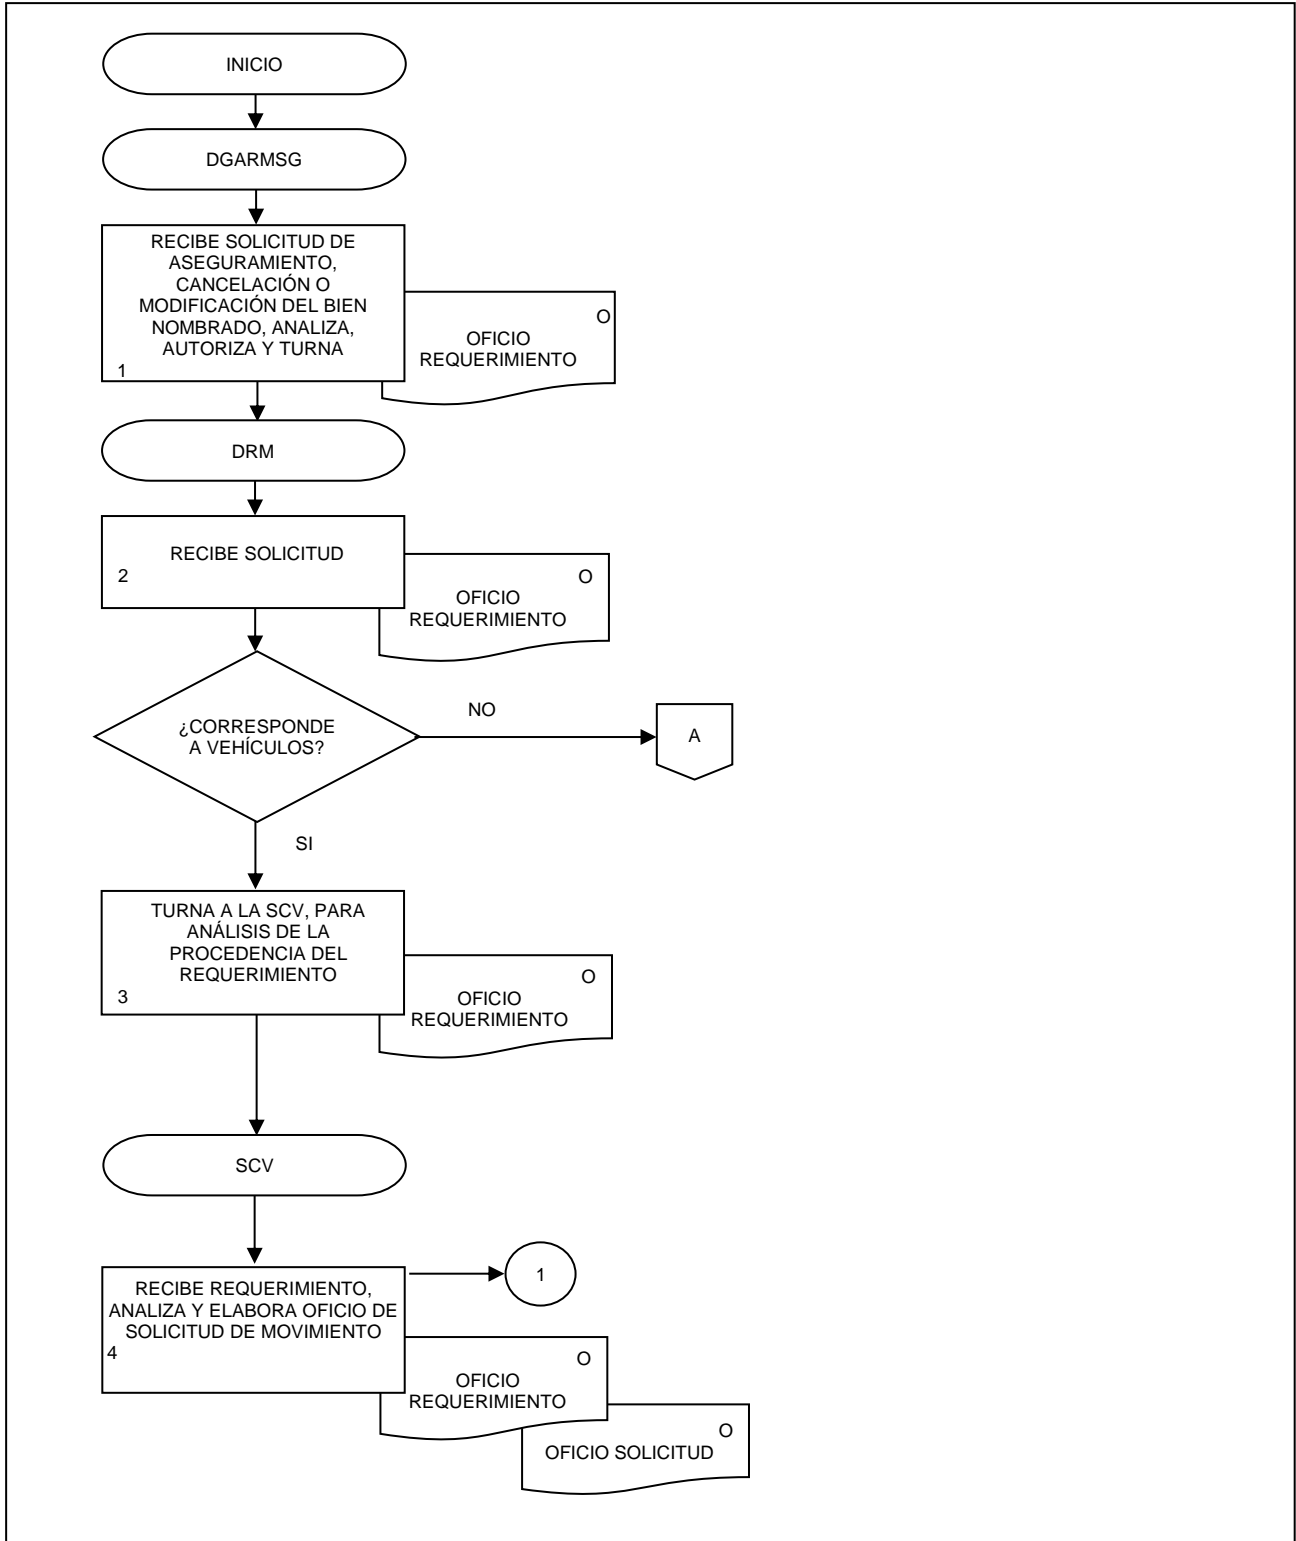 INICIO
DGARMSG
RECIBE SOLICITUD DE
ASEGURAMIENTO,
CANCELACIÓN O
MODIFICACIÓN DEL BIEN
NOMBRADO, ANALIZA,
AUTORIZA Y TURNA
1
O
OFICIO
REQUERIMIENTO
DRM
RECIBE SOLICITUD
2
O
OFICIO
REQUERIMIENTO
¿CORRESPONDE
A VEHÍCULOS?
NO
A
SI
TURNA A LA SCV, PARA
ANÁLISIS DE LA
PROCEDENCIA DEL
REQUERIMIENTO
3
O
OFICIO
REQUERIMIENTO
SCV
RECIBE REQUERIMIENTO,
ANALIZA Y ELABORA OFICIO DE
SOLICITUD DE MOVIMIENTO
4
1
O
OFICIO
REQUERIMIENTO
O
OFICIO SOLICITUD